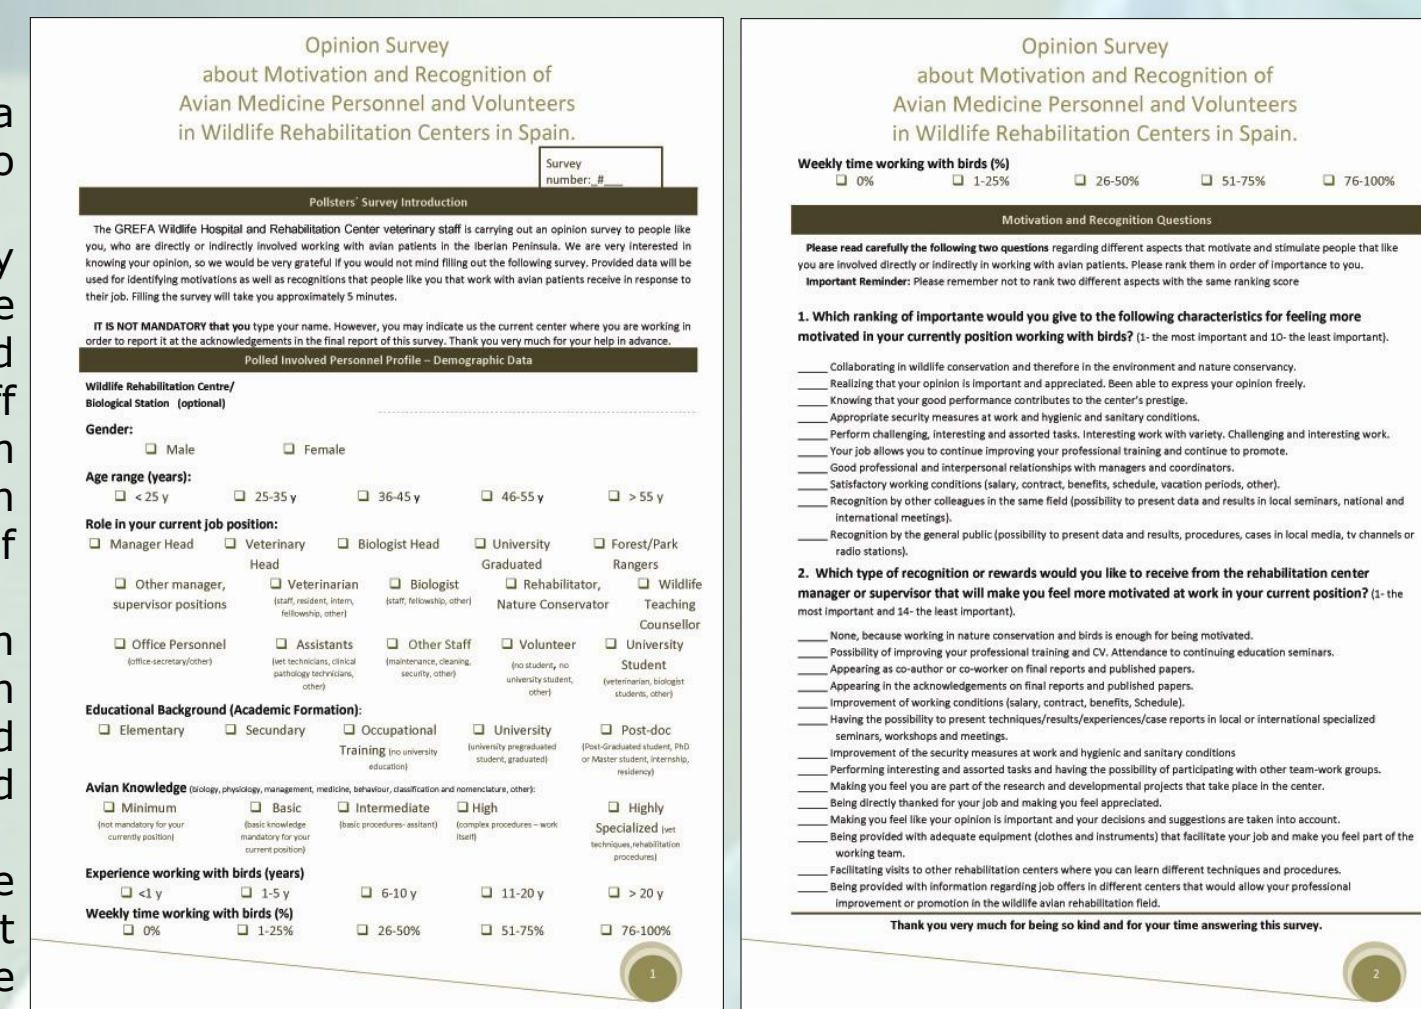 a
o
y
e
d
ff
n
n
f
n
n
d
d
e
t
e
Opinion Survey
about Motivation and Recognition of
Avian Medicine Personnel and Volunteers
in Wildlife Rehabilitation Centers in Spain.
Survey
number:_#___
Pollsters´ Survey Introduction
The GREFA Wildlife Hospital and Rehabilitation Center veterinary staff is carrying out an opinion survey to people like
you, who are directly or indirectly involved working with avian patients in the Iberian Peninsula. We are very interested in
knowing your opinion, so we would be very grateful if you would not mind filling out the following survey. Provided data will be
used for identifying motivations as well as recognitions that people like you that work with avian patients receive in response to
their job. Filling the survey will take you approximately 5 minutes.
IT IS NOT MANDATORY that you type your name. However, you may indicate us the current center where you are working in
order to report it at the acknowledgements in the final report of this survey. Thank you very much for your help in advance.
Polled Involved Personnel Profile – Demographic Data
Wildlife Rehabilitation Centre/
Biological Station (optional)
Gender:
❑ Male ❑ Female
Age range (years):
❑ < 25 y ❑ 25-35 y ❑ 36-45 y ❑ 46-55 y ❑ > 55 y
Role in your current job position:
❑ Manager Head ❑ Veterinary ❑ Biologist Head ❑ University ❑ Forest/Park
Head Graduated Rangers
❑ Other manager, ❑ Veterinarian ❑ Biologist ❑ Rehabilitator, ❑ Wildlife
supervisor positions (staff, resident, intern, (staff, fellowship, other) Nature Conservator Teaching
felllowship, other) Counsellor
❑ Office Personnel ❑ Assistants ❑ Other Staff ❑ Volunteer ❑ University
(office-secretary/other) (vet technicians, clinical (maintenance, cleaning, (no student, no Student
pathology technicians, security, other) university student, (veterinarian, biologist
other) other) students, other)
Educational Background (Academic Formation):
❑ Elementary ❑ Secundary ❑ Occupational ❑ University ❑ Post-doc
Training (no university (university pregraduated (Post-Graduated student, PhD
education) student, graduated) or Master student, internship,
residency)
Avian Knowledge (biology, physiology, management, medicine, behaviour, classification and nomenclature, other):
❑ Minimum ❑ Basic ❑ Intermediate ❑ High ❑ Highly
(not mandatory for your (basic knowledge (basic procedures- assitant) (complex procedures – work Specialized (vet
currently position) mandatory for your itself) techniques,rehabilitation
current position) procedures)
Experience working with birds (years)
❑ <1 y ❑ 1-5 y ❑ 6-10 y ❑ 11-20 y ❑ > 20 y
Weekly time working with birds (%)
❑ 0% ❑ 1-25% ❑ 26-50% ❑ 51-75% ❑ 76-100%
1
Opinion Survey
about Motivation and Recognition of
Avian Medicine Personnel and Volunteers
in Wildlife Rehabilitation Centers in Spain.
Weekly time working with birds (%)
❑ 0% ❑ 1-25% ❑ 26-50% ❑ 51-75% ❑ 76-100%
Motivation and Recognition Questions
Please read carefully the following two questions regarding different aspects that motivate and stimulate people that like
you are involved directly or indirectly in working with avian patients. Please rank them in order of importance to you.
Important Reminder: Please remember not to rank two different aspects with the same ranking score
1. Which ranking of importante would you give to the following characteristics for feeling more
motivated in your currently position working with birds? (1- the most important and 10- the least important).
_____ Collaborating in wildlife conservation and therefore in the environment and nature conservancy.
_____ Realizing that your opinion is important and appreciated. Been able to express your opinion freely.
_____ Knowing that your good performance contributes to the center's prestige.
_____ Appropriate security measures at work and hygienic and sanitary conditions.
_____ Perform challenging, interesting and assorted tasks. Interesting work with variety. Challenging and interesting work.
_____ Your job allows you to continue improving your professional training and continue to promote.
_____ Good professional and interpersonal relationships with managers and coordinators.
_____ Satisfactory working conditions (salary, contract, benefits, schedule, vacation periods, other).
_____ Recognition by other colleagues in the same field (possibility to present data and results in local seminars, national and
international meetings).
_____ Recognition by the general public (possibility to present data and results, procedures, cases in local media, tv channels or
radio stations).
2. Which type of recognition or rewards would you like to receive from the rehabilitation center
manager or supervisor that will make you feel more motivated at work in your current position? (1- the
most important and 14- the least important).
_____ None, because working in nature conservation and birds is enough for being motivated.
_____ Possibility of improving your professional training and CV. Attendance to continuing education seminars.
_____ Appearing as co-author or co-worker on final reports and published papers.
_____ Appearing in the acknowledgements on final reports and published papers.
_____ Improvement of working conditions (salary, contract, benefits, Schedule).
_____ Having the possibility to present techniques/results/experiences/case reports in local or international specialized
seminars, workshops and meetings.
_____ Improvement of the security measures at work and hygienic and sanitary conditions
_____ Performing interesting and assorted tasks and having the possibility of participating with other team-work groups.
_____ Making you feel you are part of the research and developmental projects that take place in the center.
_____ Being directly thanked for your job and making you feel appreciated.
_____ Making you feel like your opinion is important and your decisions and suggestions are taken into account.
_____ Being provided with adequate equipment (clothes and instruments) that facilitate your job and make you feel part of the
working team.
_____ Facilitating visits to other rehabilitation centers where you can learn different techniques and procedures.
_____ Being provided with information regarding job offers in different centers that would allow your professional
improvement or promotion in the wildlife avian rehabilitation field.
Thank you very much for being so kind and for your time answering this survey.
2